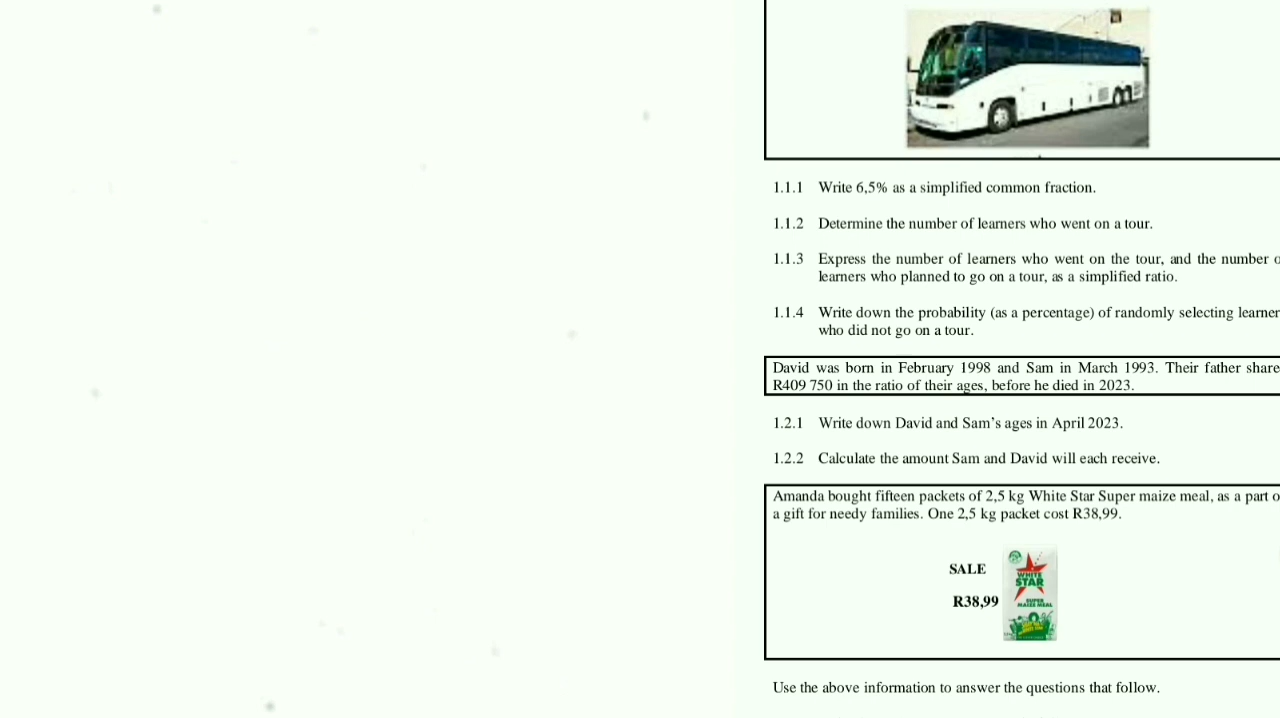 1.1.1 Write 6,5% as a simplified common fraction.
1.1.2 Determine the number of learners who went on a tour.
1.1.3 Express the number of learners who went on the tour, and the number
learners who planned to go on a tour, as a simplified ratio.
1.1.4 Write down the probability (as a percentage) of randomly selecting learner
who did not go on a tour.
David was born in February 1998 and Sam in March 1993. Their father share
R409 750 in the ratio of their ages, before he died in 2023.
1.2.1 Write down David and Sam's ages in April 2023.
1.2.2 Calculate the amount Sam and David will each receive.
Amanda bought fifteen packets of 2,5 kg White Star Super maize meal, as a part
a gift for needy families. One 2,5 kg packet cost R38,99.
SALE
R38,99
WHITE
STAR
SUPER
MAIZE MEAL
Use the above information to answer the questions that follow.